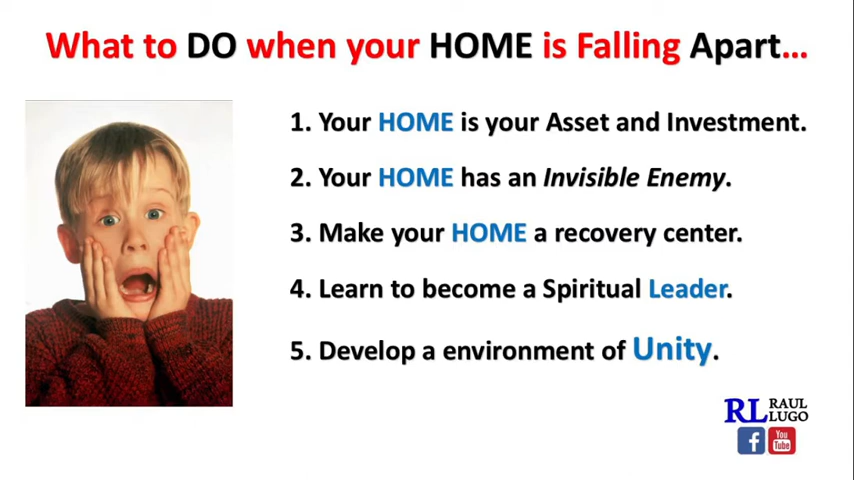 What to DO when your HOME is Falling Apart...
1. Your HOME is your Asset and Investment.
2. Your HOME has an Invisible Enemy.
3. Make your HOME a recovery center.
4. Learn to become a Spiritual Leader.
5. Develop a environment of Unity.
RL RAUL
LUGO
f You
Tube